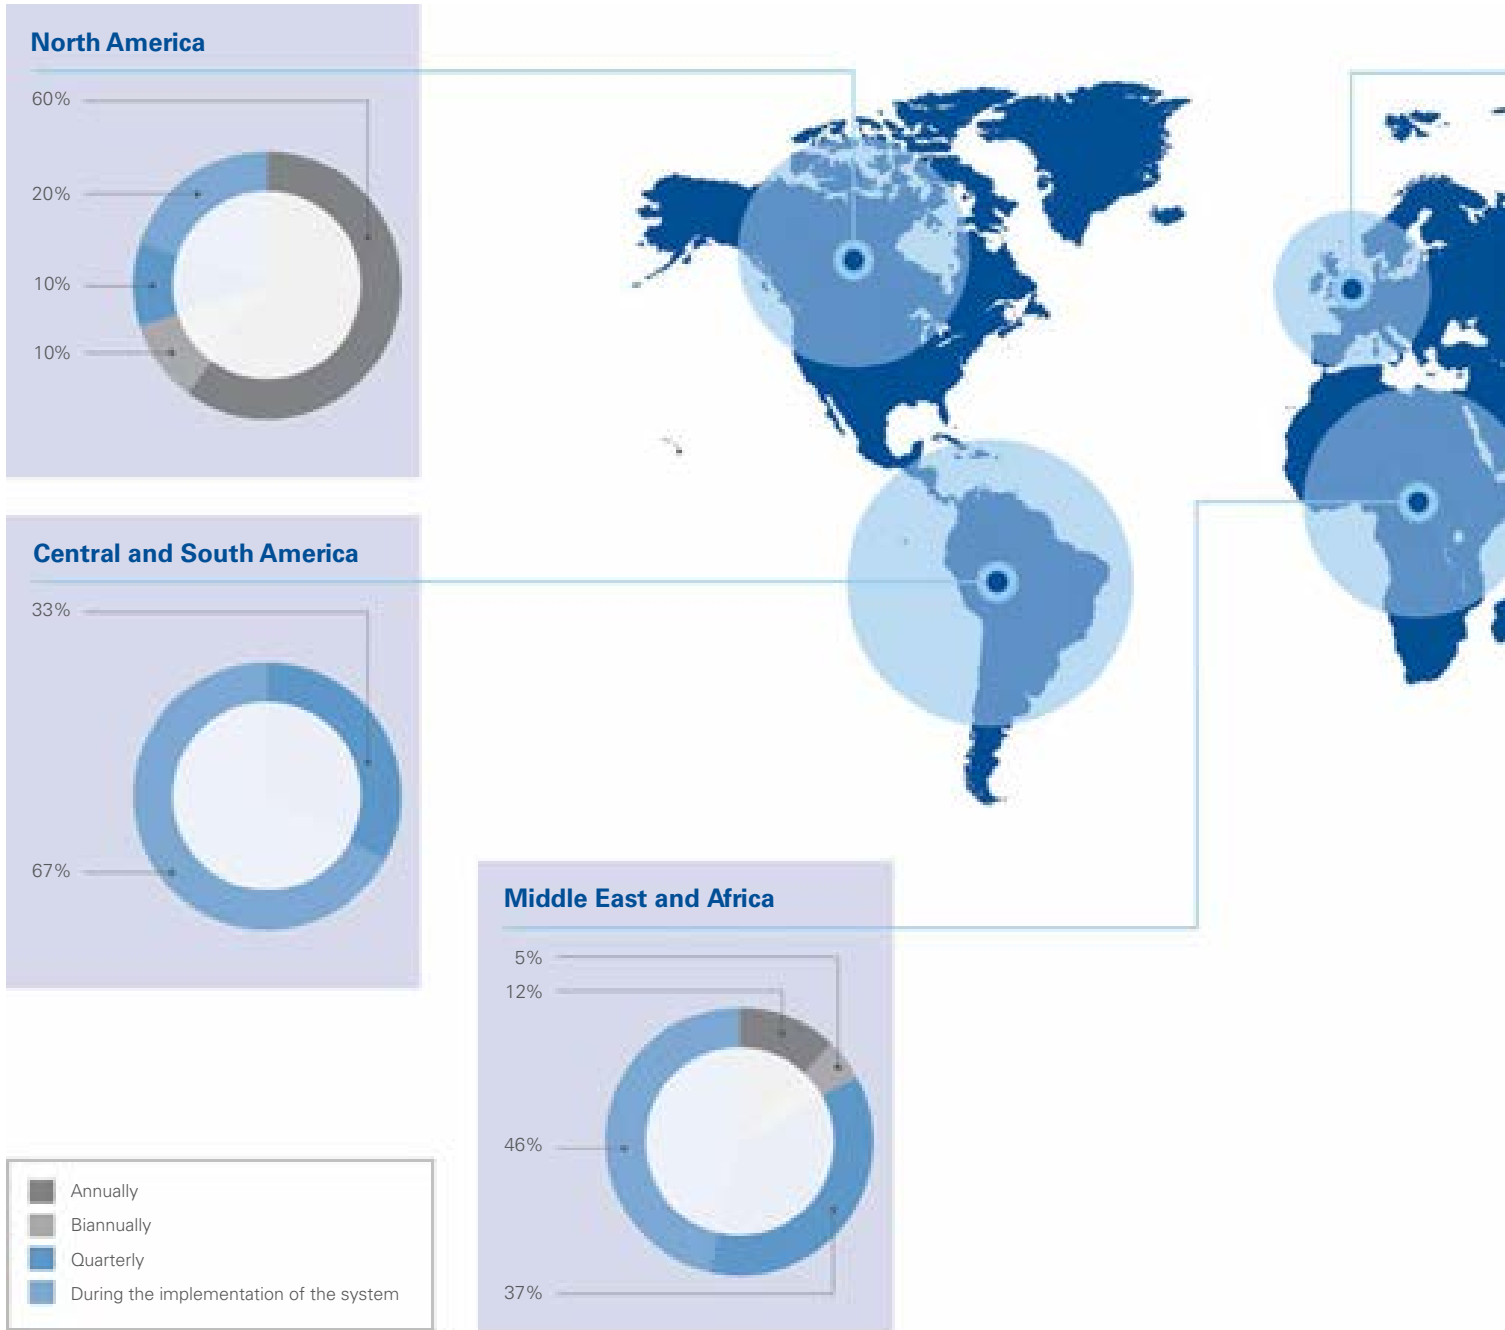 North America
60%
20%
10%
10%
Central and South America
33%
67%
Middle East and Africa
5%
12%
46%
37%
Annually
Biannually
Quarterly
During the implementation of the system